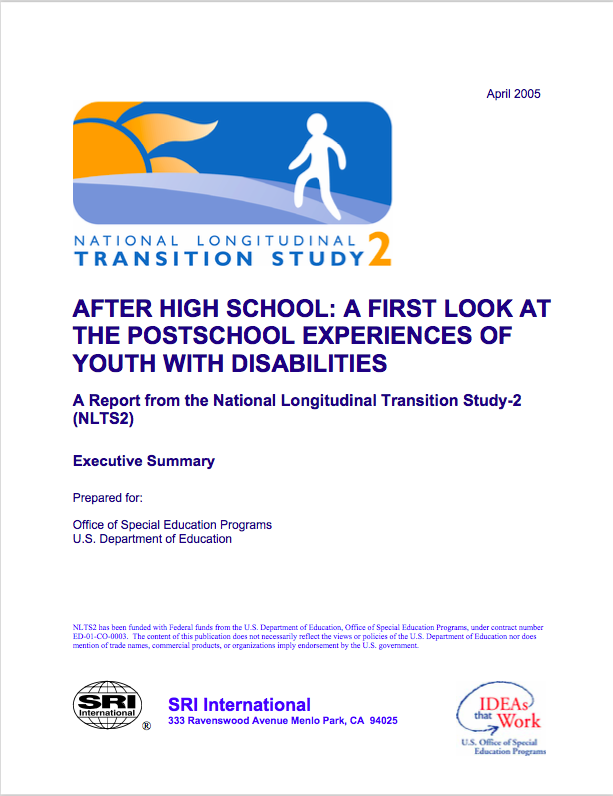 April 2005
NATIONAL LONGITUDINAL
TRANSITION STUDY 2
AFTER HIGH SCHOOL: A FIRST LOOK AT
THE POSTSCHOOL EXPERIENCES OF
YOUTH WITH DISABILITIES
A Report from the National Longitudinal Transition Study-2
(NLTS2)
Executive Summary
Prepared for:
Office of Special Education Programs
U.S. Department of Education
NLTS2 has been funded with Federal funds from the U.S. Department of Education, Office of Special Education Programs, under contract number
ED-01-CO-0003. The content of this publication does not necessarily reflect the views or policies of the U.S. Department of Education nor does
mention of trade names, commercial products, or organizations imply endorsement by the U.S. government.
SRI
International
®
SRI International
333 Ravenswood Avenue Menlo Park, CA 94025
IDEAs
that Work
U.S. Office of Special
Education Programs